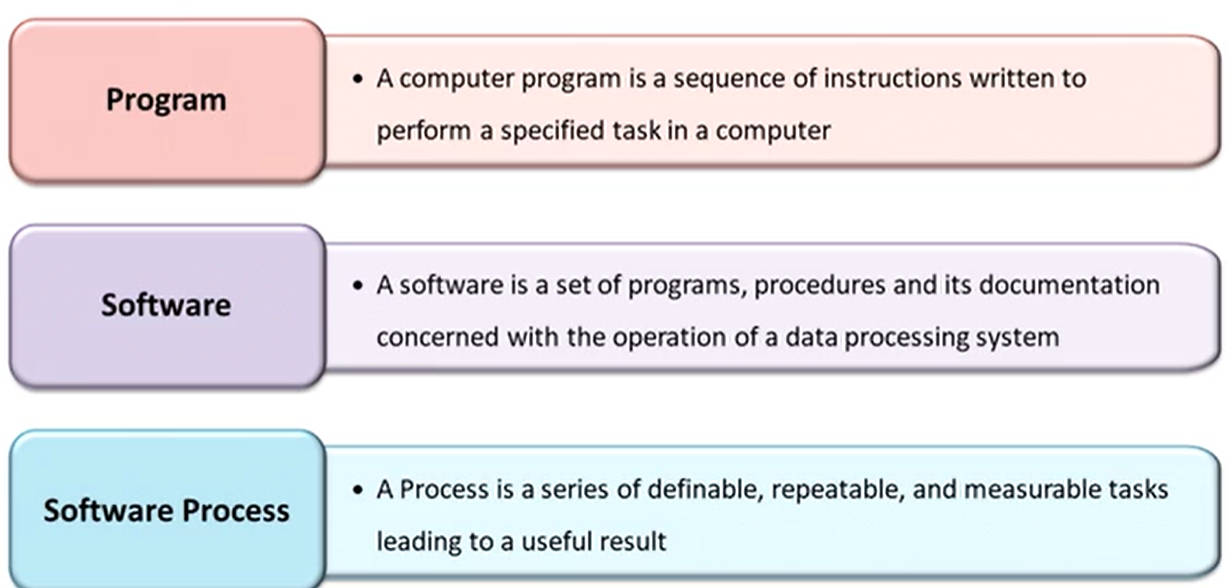 Program
• A computer program is a sequence of instructions written to
perform a specified task in a computer
Software
• A software is a set of programs, procedures and its documentation
concerned with the operation of a data processing system
Software Process
• A Process is a series of definable, repeatable, and measurable tasks
leading to a useful result